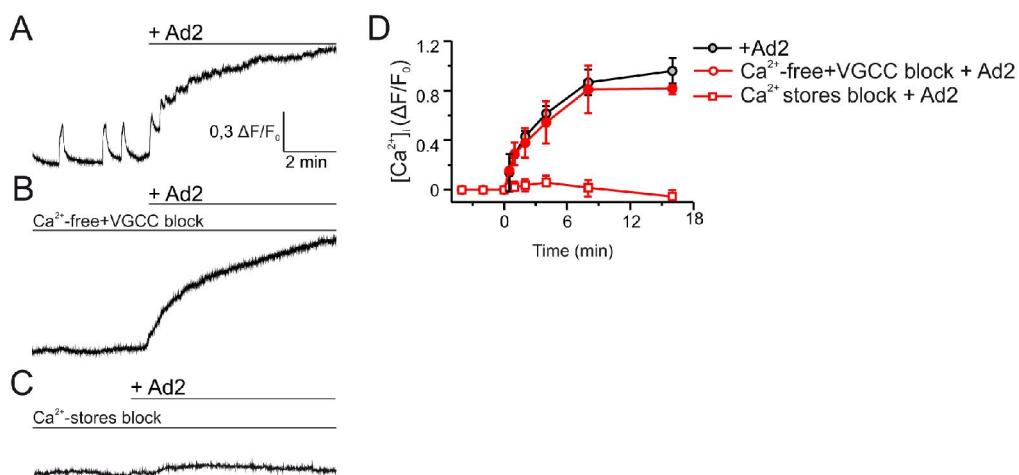 A
+ Ad2
0,3 ΔF/F₀
2 min
B
+ Ad2
Ca²⁺-free+VGCC block
C
+ Ad2
Ca²⁺-stores block
D
[Ca²⁺]ᵢ (ΔF/F₀)
1.2
0.8
0.4
0
0 6 12 18
Time (min)
+Ad2
Ca²⁺-free+VGCC block + Ad2
Ca²⁺ stores block + Ad2